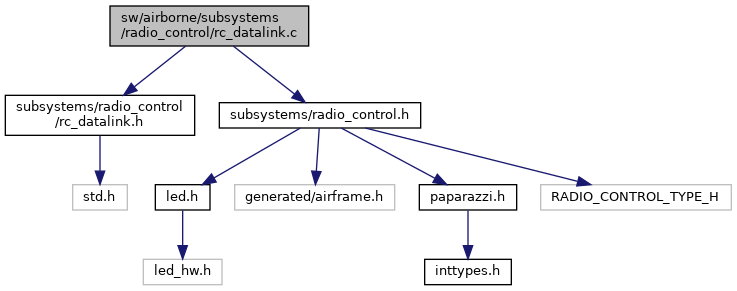 sw/airborne/subsystems
/radio_control/rc_datalink.c
subsystems/radio_control
/rc_datalink.h
subsystems/radio_control.h
std.h
led.h
generated/airframe.h
paparazzi.h
RADIO_CONTROL_TYPE_H
led_hw.h
inttypes.h